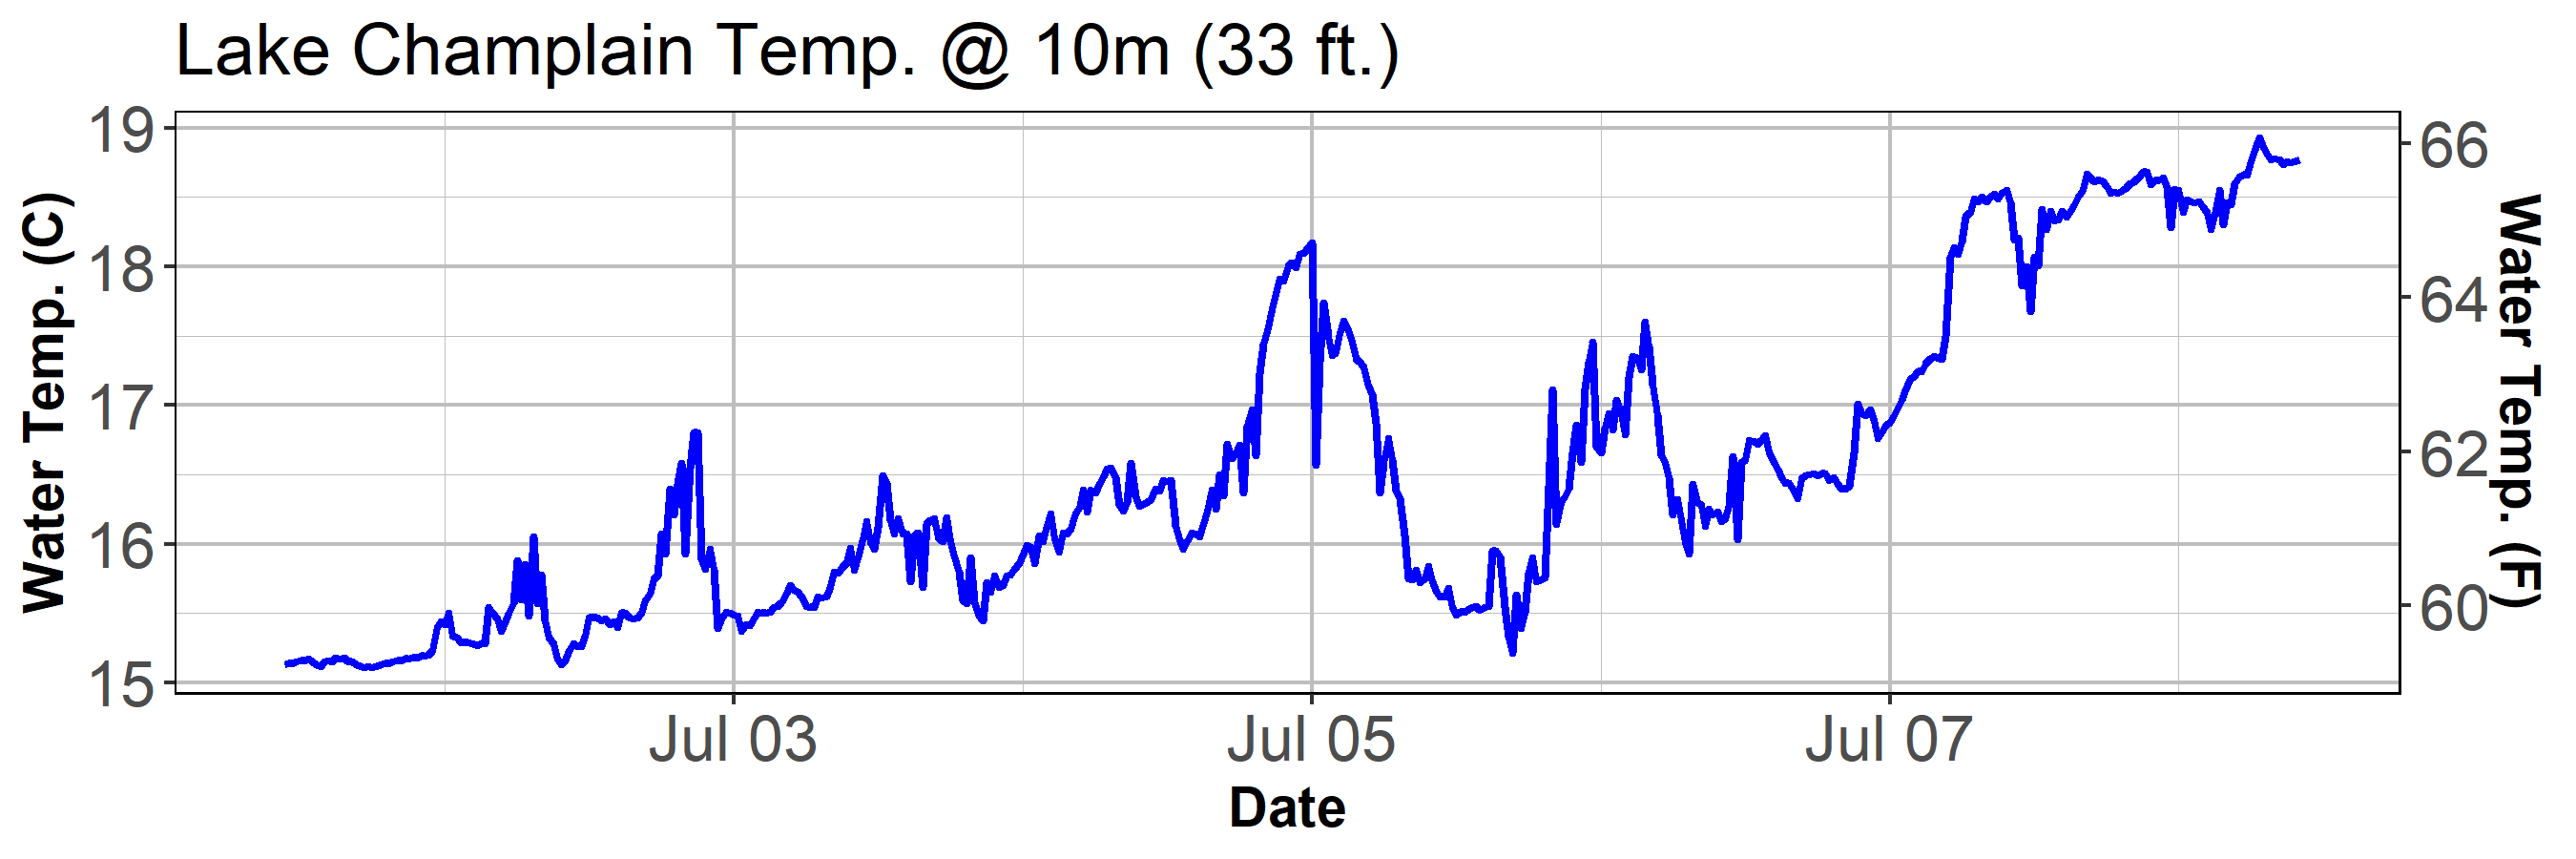 Lake Champlain Temp. @ 10m (33 ft.)
Water Temp. (C)
19
18
17
16
15
66
64
62
60
Water Temp. (F)
Jul 03
Jul 05
Jul 07
Date